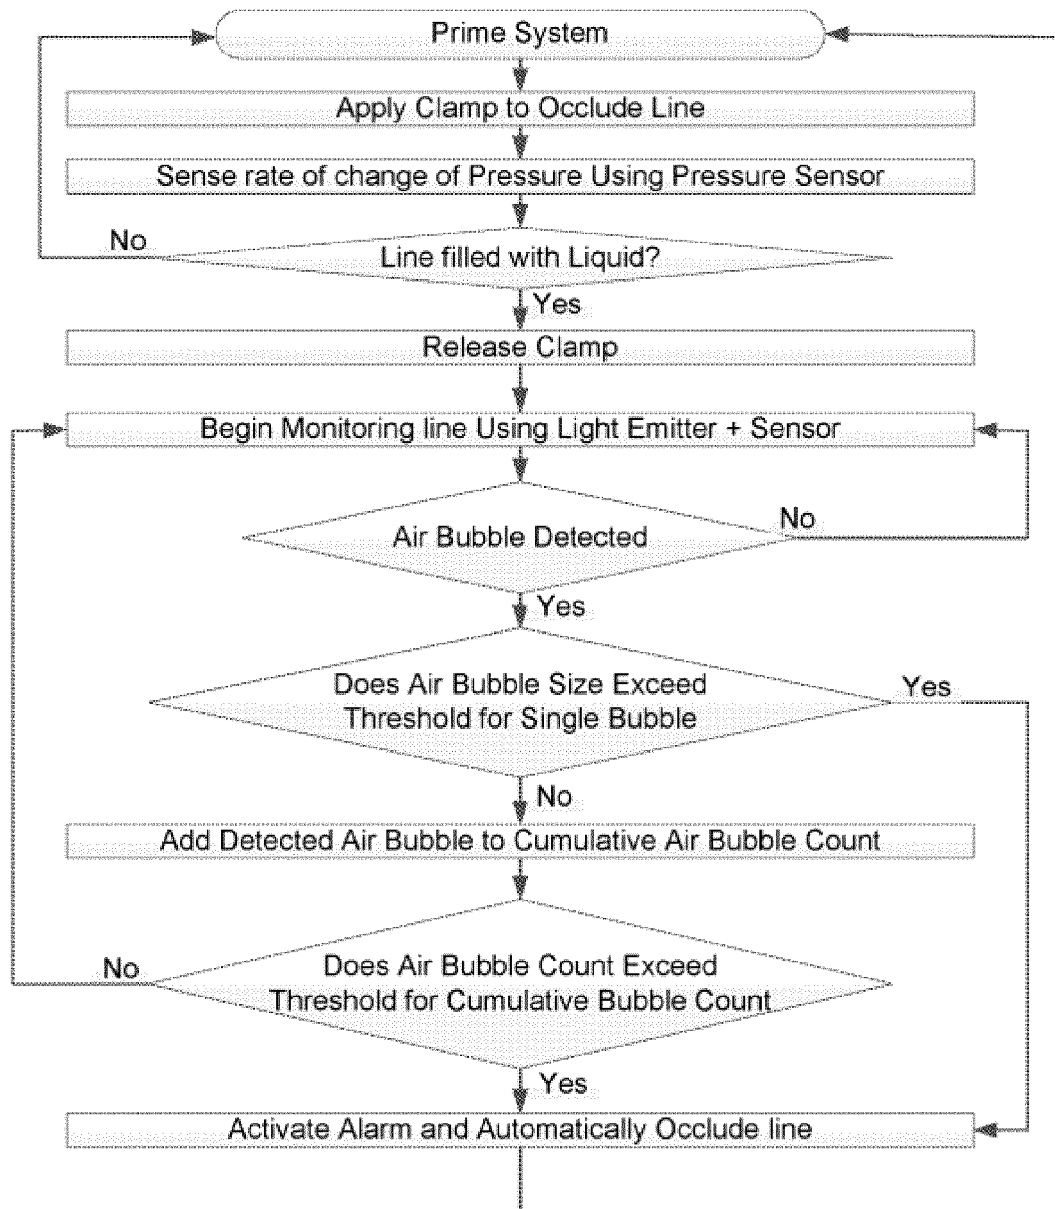 Prime System
Apply Clamp to Occlude Line
Sense rate of change of Pressure Using Pressure Sensor
No
Line filled with Liquid?
Yes
Release Clamp
Begin Monitoring line Using Light Emitter + Sensor
Air Bubble Detected
No
Yes
Does Air Bubble Size Exceed
Threshold for Single Bubble
Yes
No
Add Detected Air Bubble to Cumulative Air Bubble Count
No
Does Air Bubble Count Exceed
Threshold for Cumulative Bubble Count
Yes
Activate Alarm and Automatically Occlude line